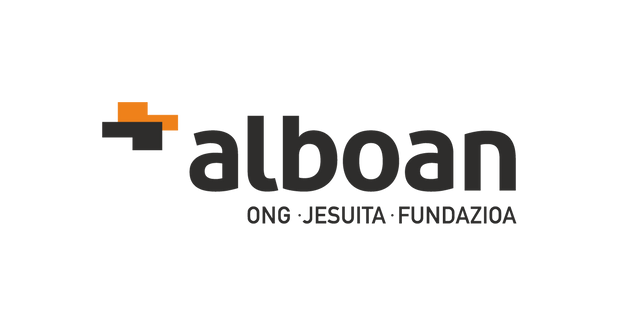 alboan
ONG · JESUITA · FUNDAZIOA